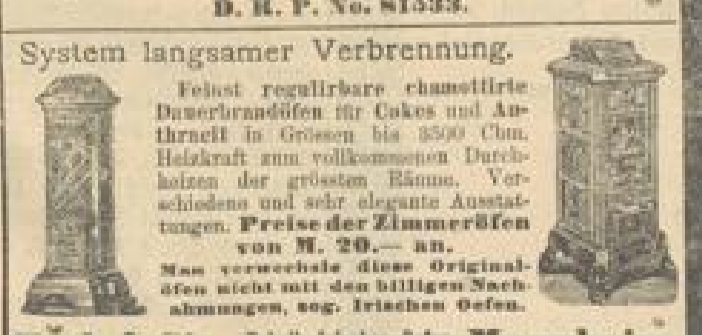 D. R. P. No. 81533.
System langsamer Verbrennung.
Feinst regulirbare chamottirte
Dauerbrandöfen für Cakes und An-
thracit in Grössen bis 3500 Cbm.
Heizkraft zum vollkommenen Durch-
heizen der grössten Räume. Ver-
schiedene und sehr elegante Ausstat-
tungen. Preise der Zimmeröfen
von M. 20.— an.
Man verwechsle diese Original-
öfen nicht mit den billigen Nach-
ahmungen, sog. Irischen Oefen.